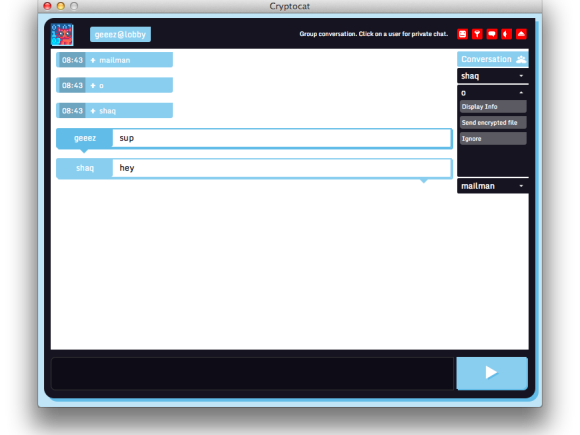 Cryptocat
geeez@lobby
Group conversation. Click on a user for private chat.
08:43 + mailman
08:43 + o
08:43 + shaq
geeez sup
shaq hey
Conversation
shaq
o
Display Info
Send encrypted file
Ignore
mailman